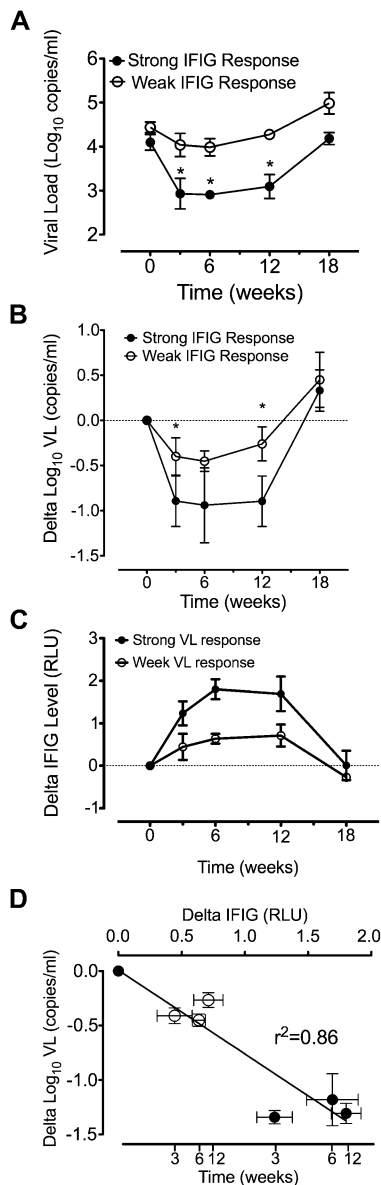 A
Viral Load (Log10 copies/ml)
6
5
4
3
2
Strong IFIG Response
Weak IFIG Response
*
*
*
0
6
12
18
Time (weeks)
B
Delta Log10 VL (copies/ml)
1.0
0.5
0.0
-0.5
-1.0
-1.5
Strong IFIG Response
Weak IFIG Response
*
*
0
6
12
18
Time (weeks)
C
Delta IFIG Level (RLU)
3
2
1
0
-1
Strong VL response
Week VL response
0
6
12
18
Time (weeks)
D
Delta IFIG (RLU)
0.0
0.5
1.0
1.5
2.0
Delta Log10 VL (copies/ml)
0.0
-0.5
-1.0
-1.5
r²=0.86
3
6
12
3
6
12
Time (weeks)